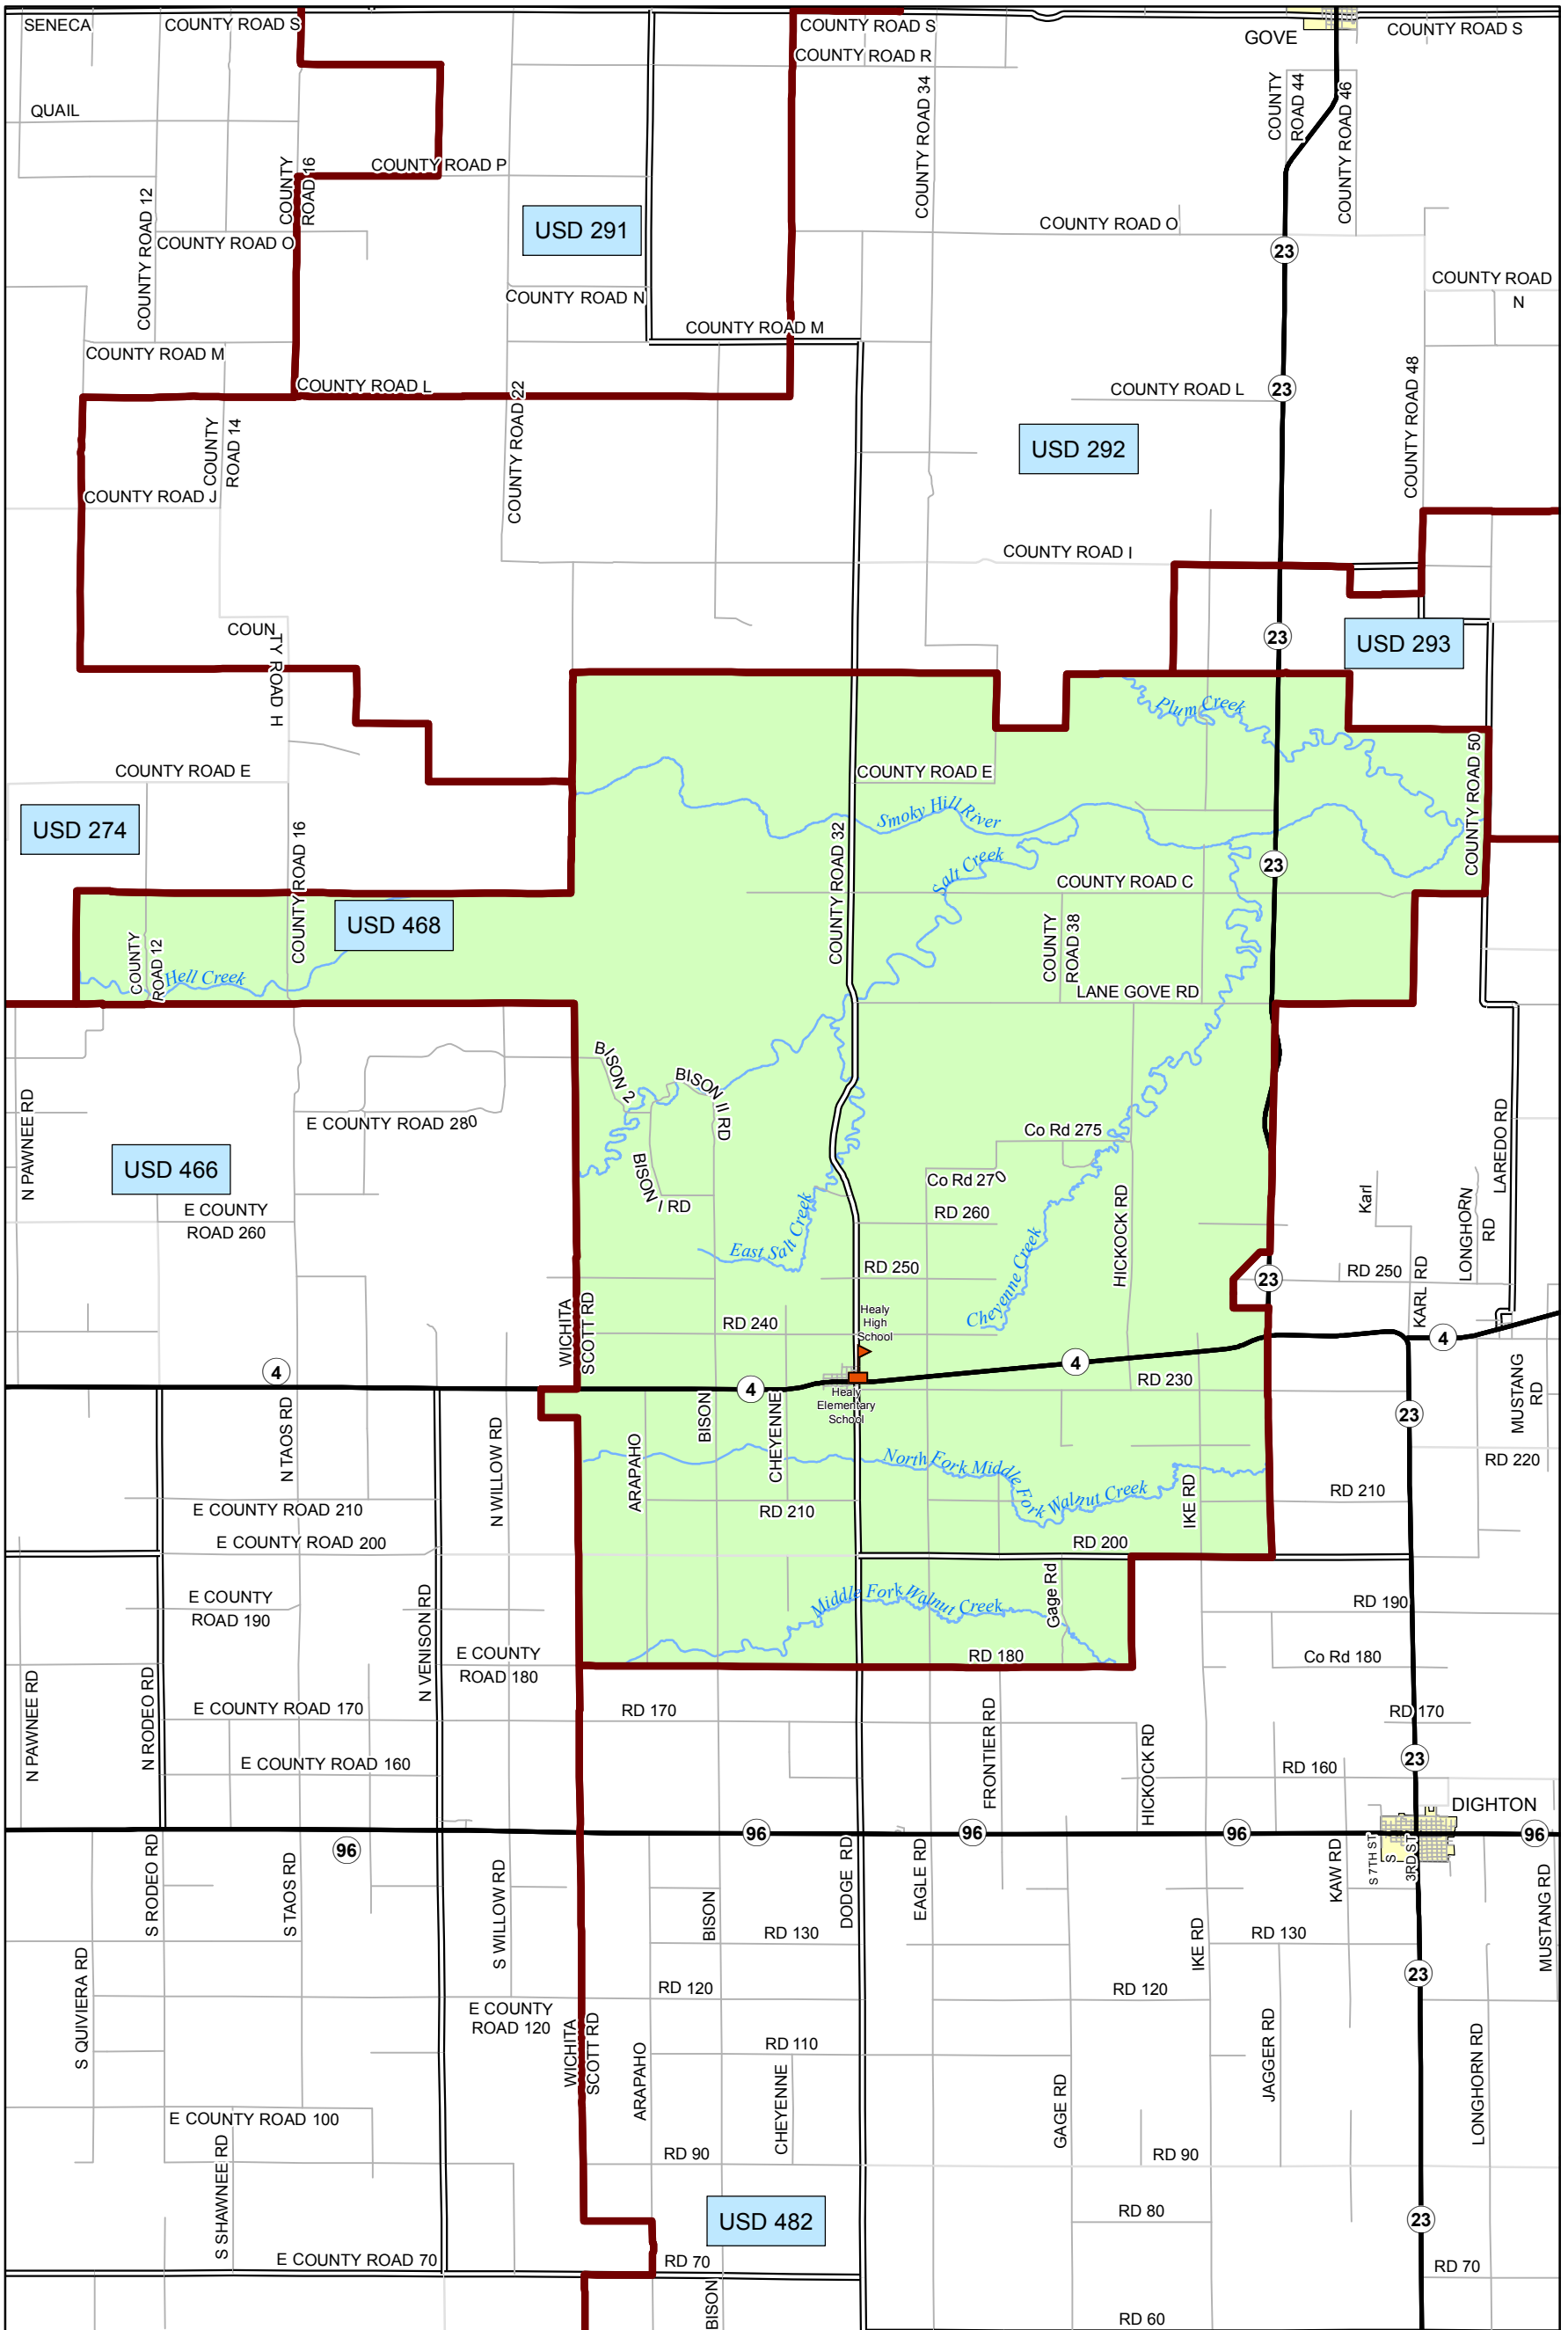 SENECA
COUNTY ROAD S
COUNTY ROAD S
GOVE
COUNTY ROAD S
COUNTY ROAD R
QUAIL
COUNTY ROAD 34
COUNTY
ROAD 44
COUNTY ROAD 46
COUNTY
ROAD 16
COUNTY ROAD P
COUNTY ROAD 12
USD 291
COUNTY ROAD O
COUNTY ROAD O
23
COUNTY ROAD N
COUNTY ROAD
N
COUNTY ROAD M
COUNTY ROAD M
COUNTY ROAD L
COUNTY ROAD 22
COUNTY ROAD L
23
COUNTY ROAD 48
COUNTY
ROAD 14
USD 292
COUNTY ROAD J
COUNTY ROAD I
COUNTY ROAD H
23
USD 293
Plum Creek
COUNTY ROAD 50
COUNTY ROAD E
COUNTY ROAD E
USD 274
COUNTY ROAD 16
COUNTY ROAD 32
Smoky Hill River
Salt Creek
23
COUNTY ROAD C
USD 468
COUNTY
ROAD 12
Hell Creek
COUNTY
ROAD 38
LANE GOVE RD
BISON 2
BISON II RD
N PAWNEE RD
E COUNTY ROAD 280
LAREDO RD
Co Rd 275
USD 466
BISON I RD
Co Rd 270
HICKOCK RD
Karl
LONGHORN
RD
E COUNTY
ROAD 260
RD 260
East Salt Creek
Cheyenne Creek
RD 250
23
RD 250
KARL RD
WICHITA
SCOTT RD
RD 240
Healy
High
School
4
4
4
4
Healy
Elementary
School
RD 230
MUSTANG
RD
N TAOS RD
N WILLOW RD
ARAPAHO
BISON
CHEYENNE
23
North Fork Middle Fork Walnut Creek
RD 220
IKE RD
E COUNTY ROAD 210
RD 210
RD 210
E COUNTY ROAD 200
RD 200
E COUNTY
ROAD 190
N VENISON RD
Middle Fork Walnut Creek
Gage Rd
RD 190
E COUNTY
ROAD 180
RD 180
Co Rd 180
N PAWNEE RD
N RODEO RD
E COUNTY ROAD 170
RD 170
FRONTIER RD
HICKOCK RD
RD 170
E COUNTY ROAD 160
RD 160
23
DIGHTON
96
96
96
96
96
S RODEO RD
S TAOS RD
S WILLOW RD
BISON
DODGE RD
EAGLE RD
IKE RD
KAW RD
S 7TH ST
S
3RD ST
MUSTANG RD
RD 130
RD 130
S QUIVIERA RD
23
RD 120
RD 120
E COUNTY
ROAD 120
WICHITA
SCOTT RD
ARAPAHO
RD 110
CHEYENNE
GAGE RD
JAGGER RD
LONGHORN RD
E COUNTY ROAD 100
S SHAWNEE RD
RD 90
RD 90
USD 482
RD 80
23
E COUNTY ROAD 70
RD 70
RD 70
BISON
RD 60